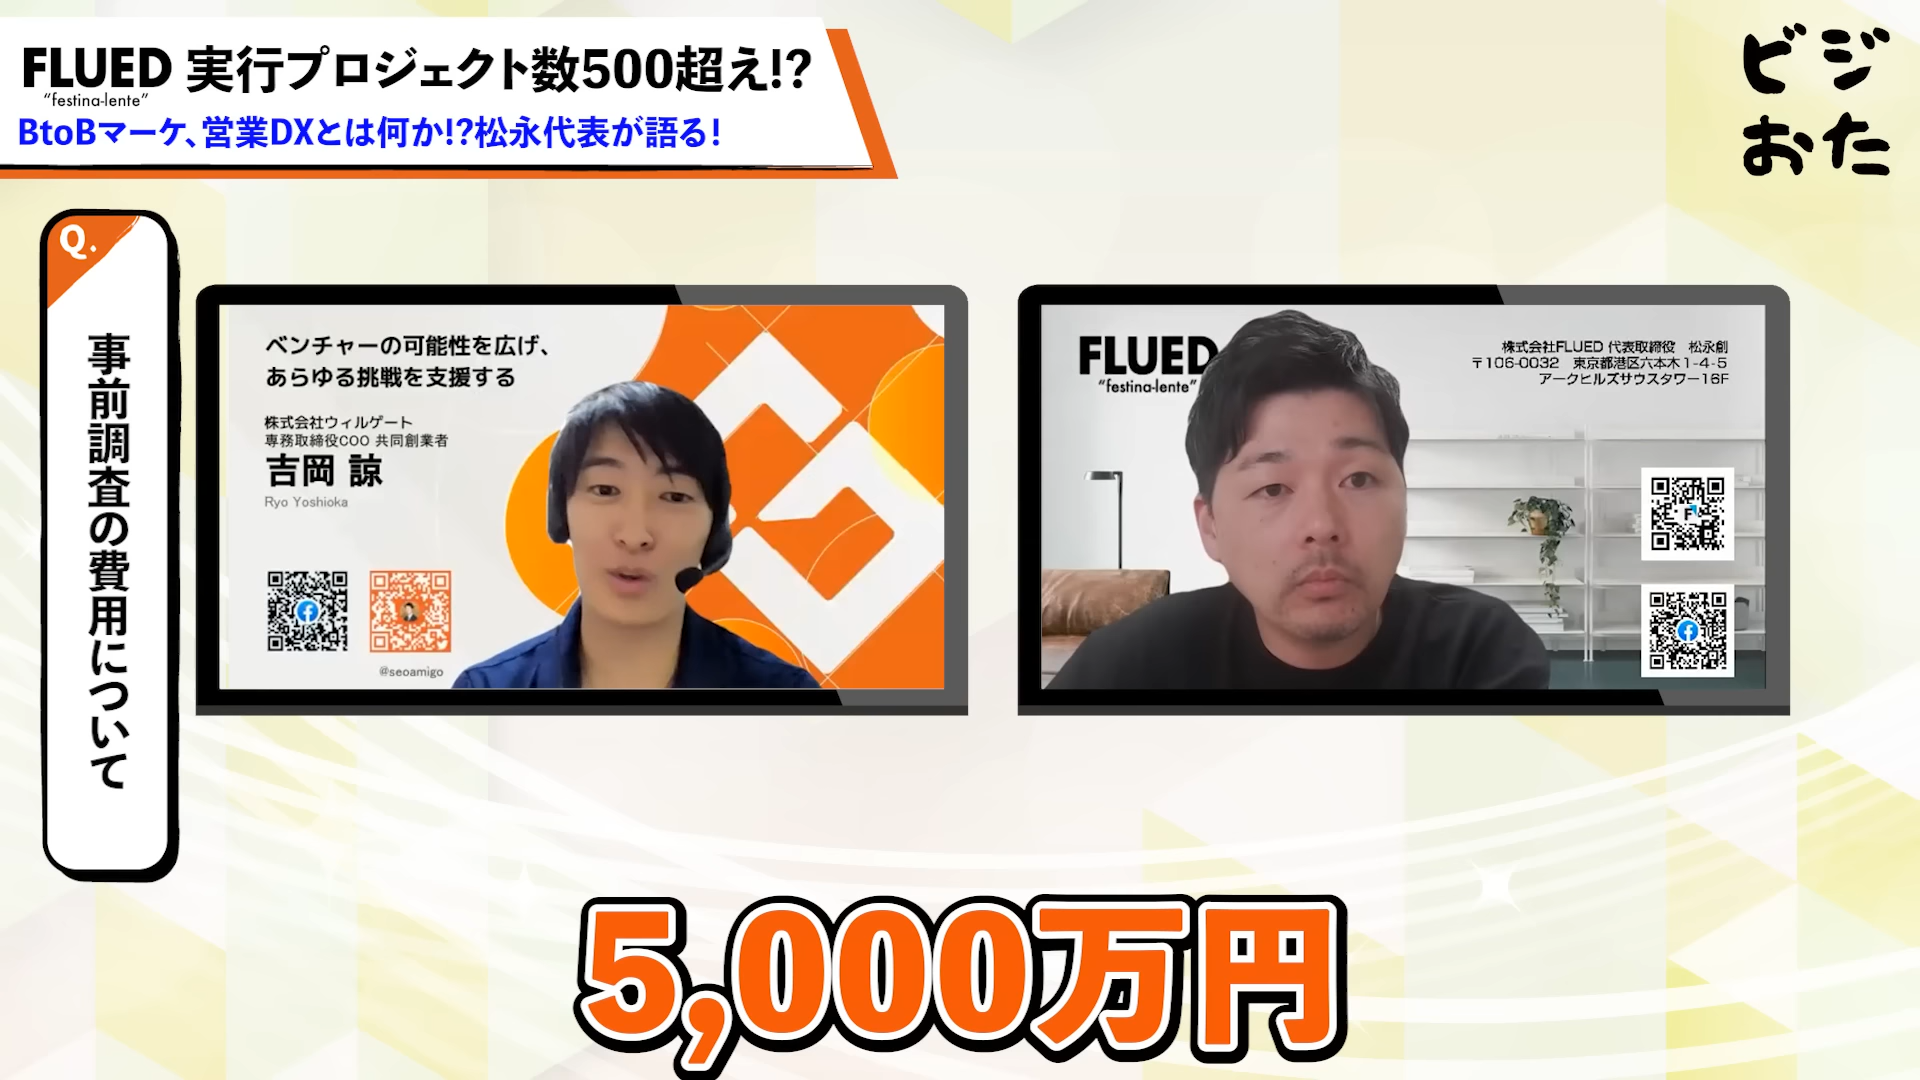 FLUED 実行プロジェクト数500超え!?
“festina-lente”
BtoBマーケ、営業DXとは何か!?松永代表が語る!
ビジ
おた
Q.
事前調査の費用について
ベンチャーの可能性を広げ、
あらゆる挑戦を支援する
株式会社ウィルゲート
専務取締役COO 共同創業者
吉岡 諒
Ryo Yoshioka
@seoamigo
FLUED
“festina-lente”
株式会社FLUED 代表取締役 松永創
〒106-0032 東京都港区六本木1-4-5
アークヒルズサウスタワー16F
5,000万円